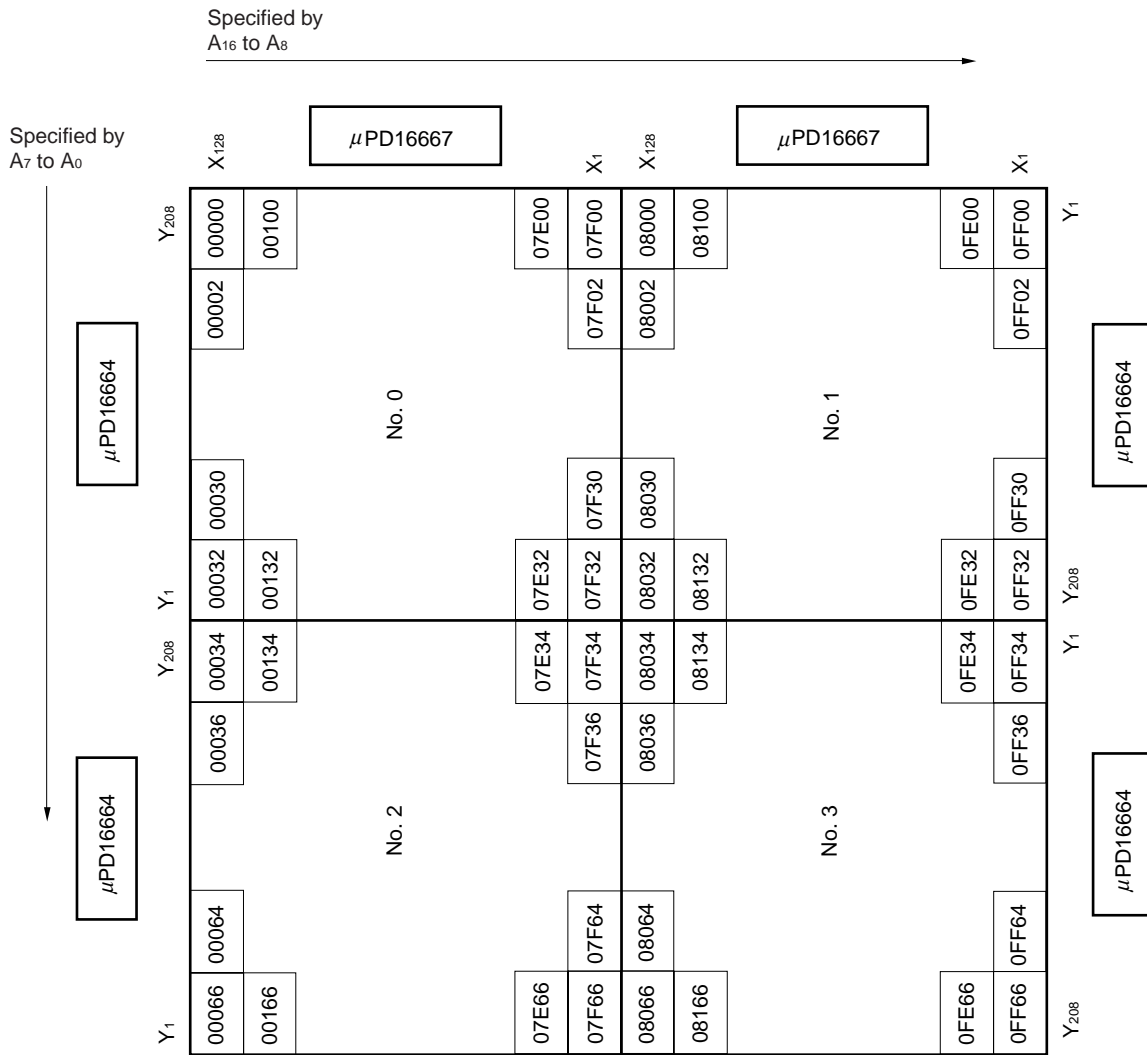 Specified by
A16 to A8
Specified by
A7 to A0
μPD16667
μPD16667
X128
X1
X128
X1
Y208
00000
00100
07E00
07F00
08000
08100
0FE00
0FF00
Y1
00002
07F02
08002
0FF02
μPD16664
No. 0
No. 1
μPD16664
00030
07F30
08030
0FF30
Y1
00032
00132
07E32
07F32
08032
08132
0FE32
0FF32
Y208
Y208
00034
00134
07E34
07F34
08034
08134
0FE34
0FF34
Y1
00036
07F36
08036
0FF36
μPD16664
No. 2
No. 3
μPD16664
00064
07F64
08064
0FF64
Y1
00066
00166
07E66
07F66
08066
08166
0FE66
0FF66
Y208